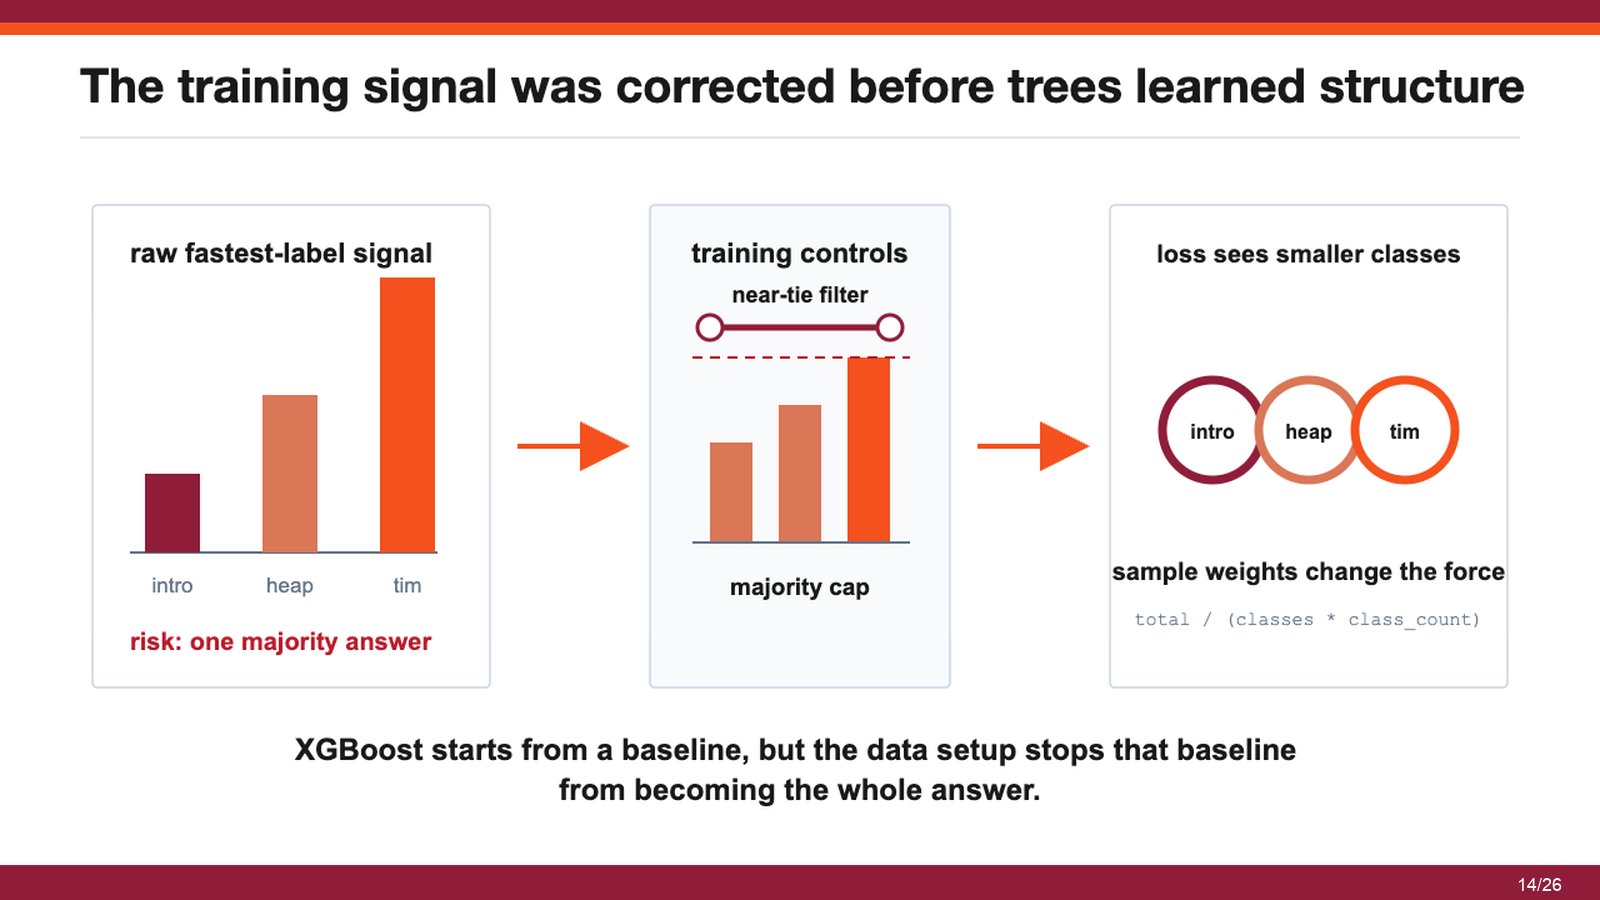 The training signal was corrected before trees learned structure
raw fastest-label signal
intro
heap
tim
risk: one majority answer
training controls
near-tie filter
majority cap
loss sees smaller classes
intro
heap
tim
sample weights change the force
total / (classes * class_count)
XGBoost starts from a baseline, but the data setup stops that baseline
from becoming the whole answer.
14/26